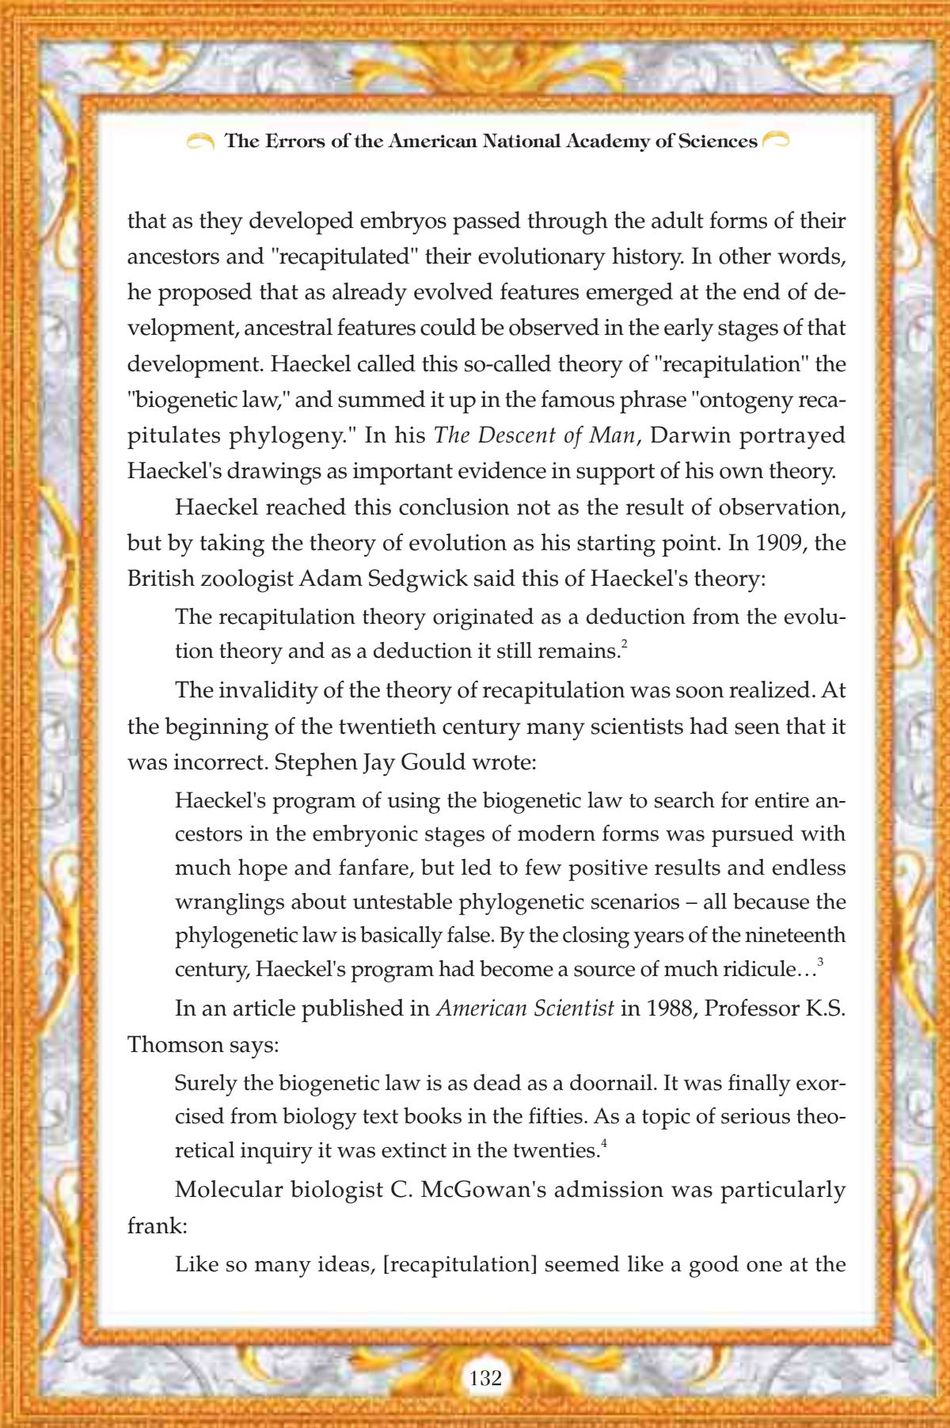 The Errors of the American National Academy of Sciences
that as they developed embryos passed through the adult forms of their
ancestors and "recapitulated" their evolutionary history. In other words,
he proposed that as already evolved features emerged at the end of de-
velopment, ancestral features could be observed in the early stages of that
development. Haeckel called this so-called theory of "recapitulation" the
"biogenetic law," and summed it up in the famous phrase "ontogeny reca-
pitulates phylogeny." In his The Descent of Man, Darwin portrayed
Haeckel's drawings as important evidence in support of his own theory.
Haeckel reached this conclusion not as the result of observation,
but by taking the theory of evolution as his starting point. In 1909, the
British zoologist Adam Sedgwick said this of Haeckel's theory:
The recapitulation theory originated as a deduction from the evolu-
tion theory and as a deduction it still remains.2
The invalidity of the theory of recapitulation was soon realized. At
the beginning of the twentieth century many scientists had seen that it
was incorrect. Stephen Jay Gould wrote:
Haeckel's program of using the biogenetic law to search for entire an-
cestors in the embryonic stages of modern forms was pursued with
much hope and fanfare, but led to few positive results and endless
wranglings about untestable phylogenetic scenarios – all because the
phylogenetic law is basically false. By the closing years of the nineteenth
century, Haeckel's program had become a source of much ridicule…3
In an article published in American Scientist in 1988, Professor K.S.
Thomson says:
Surely the biogenetic law is as dead as a doornail. It was finally exor-
cised from biology text books in the fifties. As a topic of serious theo-
retical inquiry it was extinct in the twenties.4
Molecular biologist C. McGowan's admission was particularly
frank:
Like so many ideas, [recapitulation] seemed like a good one at the
132